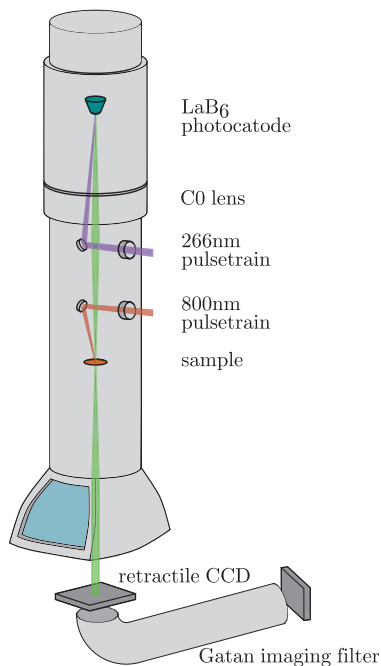 LaB6
photocatode
C0 lens
266nm
pulsetrain
800nm
pulsetrain
sample
retractile CCD
Gatan imaging filter